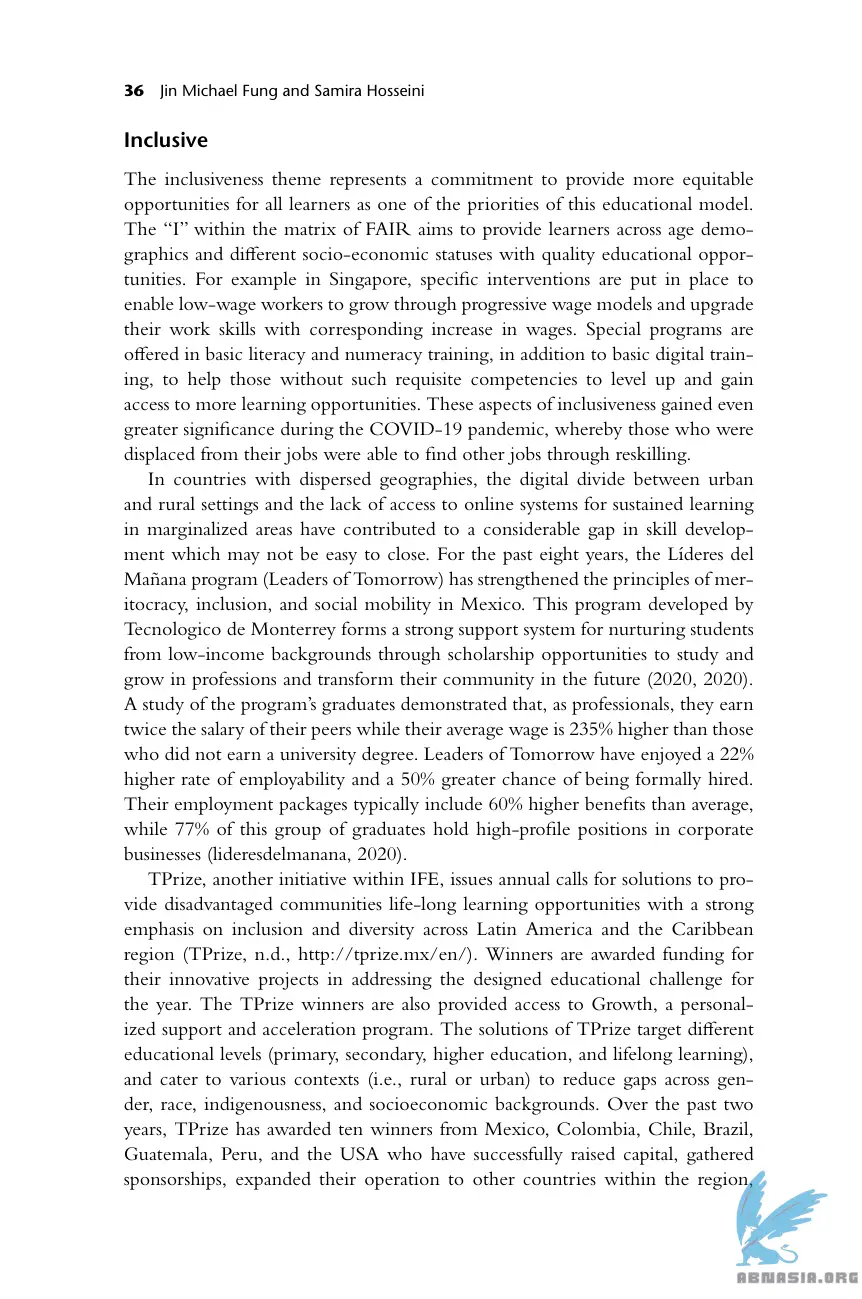 36 Jin Michael Fung and Samira Hosseini
Inclusive
The inclusiveness theme represents a commitment to provide more equitable
opportunities for all learners as one of the priorities of this educational model.
The “I” within the matrix of FAIR aims to provide learners across age demo-
graphics and different socio-economic statuses with quality educational oppor-
tunities. For example in Singapore, specific interventions are put in place to
enable low-wage workers to grow through progressive wage models and upgrade
their work skills with corresponding increase in wages. Special programs are
offered in basic literacy and numeracy training, in addition to basic digital train-
ing, to help those without such requisite competencies to level up and gain
access to more learning opportunities. These aspects of inclusiveness gained even
greater significance during the COVID-19 pandemic, whereby those who were
displaced from their jobs were able to find other jobs through reskilling.
In countries with dispersed geographies, the digital divide between urban
and rural settings and the lack of access to online systems for sustained learning
in marginalized areas have contributed to a considerable gap in skill develop-
ment which may not be easy to close. For the past eight years, the Líderes del
Mañana program (Leaders of Tomorrow) has strengthened the principles of mer-
itocracy, inclusion, and social mobility in Mexico. This program developed by
Tecnologico de Monterrey forms a strong support system for nurturing students
from low-income backgrounds through scholarship opportunities to study and
grow in professions and transform their community in the future (2020, 2020).
A study of the program’s graduates demonstrated that, as professionals, they earn
twice the salary of their peers while their average wage is 235% higher than those
who did not earn a university degree. Leaders of Tomorrow have enjoyed a 22%
higher rate of employability and a 50% greater chance of being formally hired.
Their employment packages typically include 60% higher benefits than average,
while 77% of this group of graduates hold high-profile positions in corporate
businesses (lideresdelmanana, 2020).
TPrize, another initiative within IFE, issues annual calls for solutions to pro-
vide disadvantaged communities life-long learning opportunities with a strong
emphasis on inclusion and diversity across Latin America and the Caribbean
region (TPrize, n.d., http://tprize.mx/en/). Winners are awarded funding for
their innovative projects in addressing the designed educational challenge for
the year. The TPrize winners are also provided access to Growth, a personal-
ized support and acceleration program. The solutions of TPrize target different
educational levels (primary, secondary, higher education, and lifelong learning),
and cater to various contexts (i.e., rural or urban) to reduce gaps across gen-
der, race, indigenousness, and socioeconomic backgrounds. Over the past two
years, TPrize has awarded ten winners from Mexico, Colombia, Chile, Brazil,
Guatemala, Peru, and the USA who have successfully raised capital, gathered
sponsorships, expanded their operation to other countries within the region,
ABNASIA.ORG